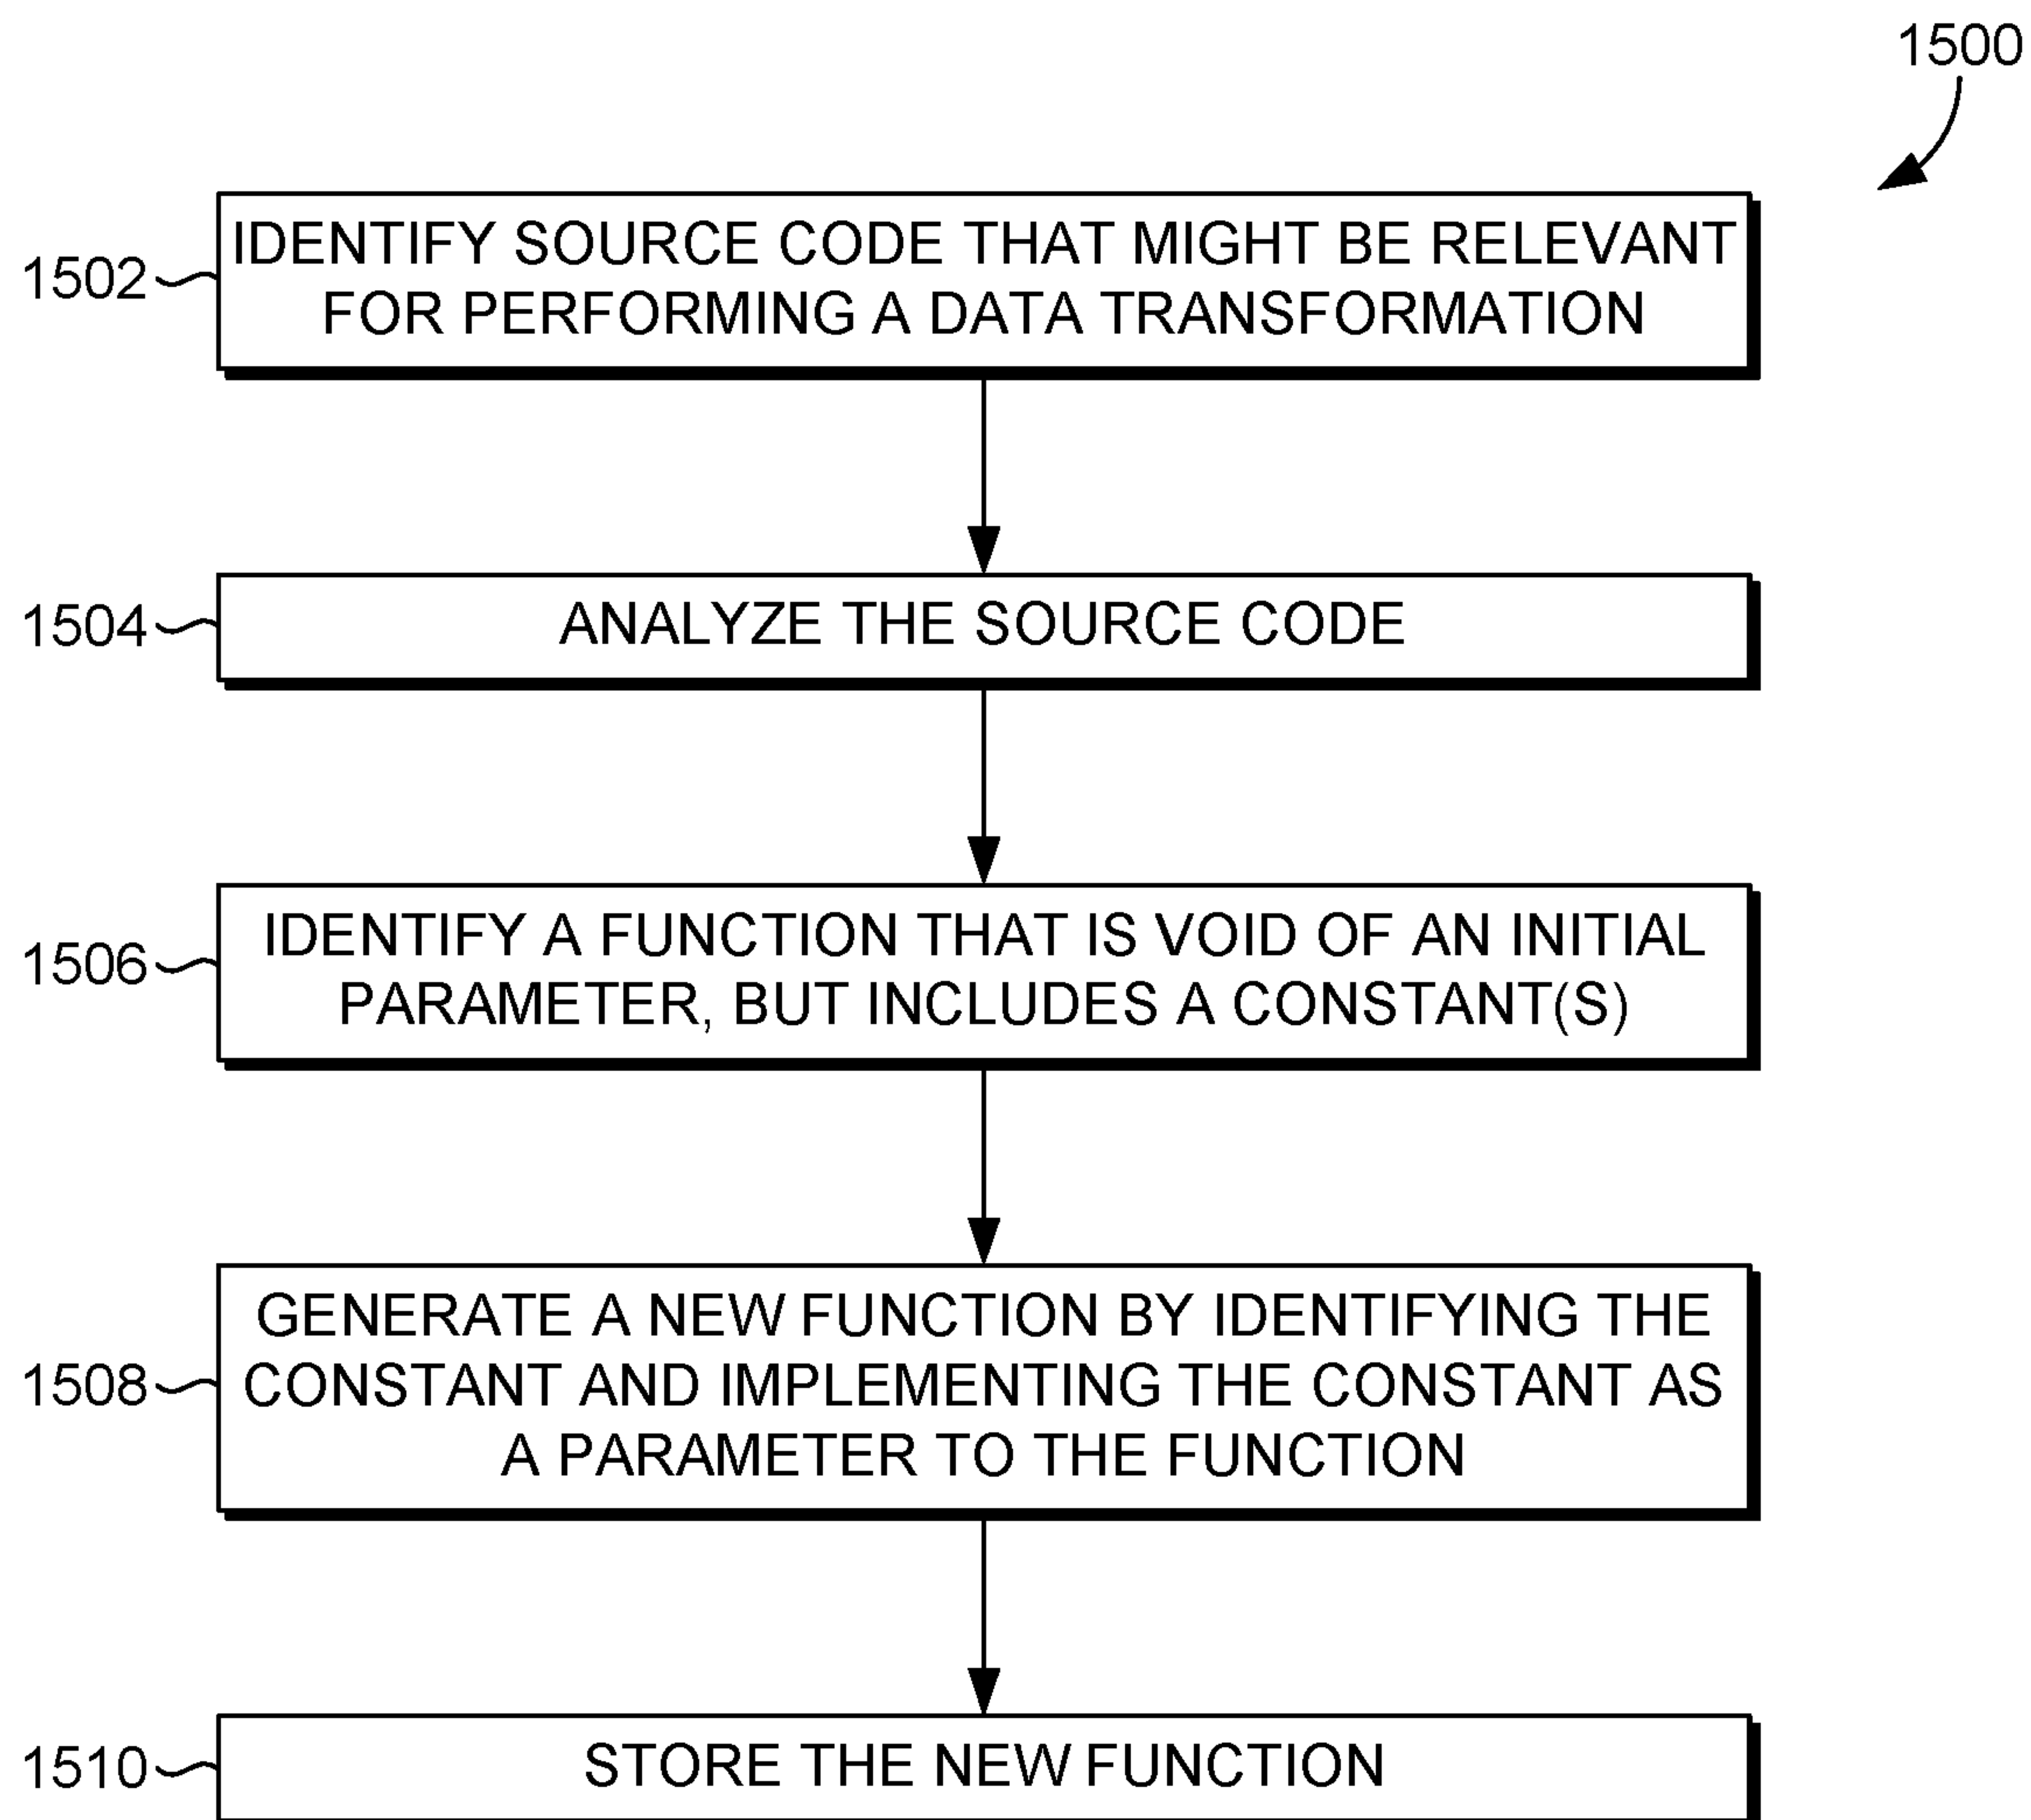 1500
1502
IDENTIFY SOURCE CODE THAT MIGHT BE RELEVANT
FOR PERFORMING A DATA TRANSFORMATION
1504
ANALYZE THE SOURCE CODE
1506
IDENTIFY A FUNCTION THAT IS VOID OF AN INITIAL
PARAMETER, BUT INCLUDES A CONSTANT(S)
1508
GENERATE A NEW FUNCTION BY IDENTIFYING THE
CONSTANT AND IMPLEMENTING THE CONSTANT AS
A PARAMETER TO THE FUNCTION
1510
STORE THE NEW FUNCTION